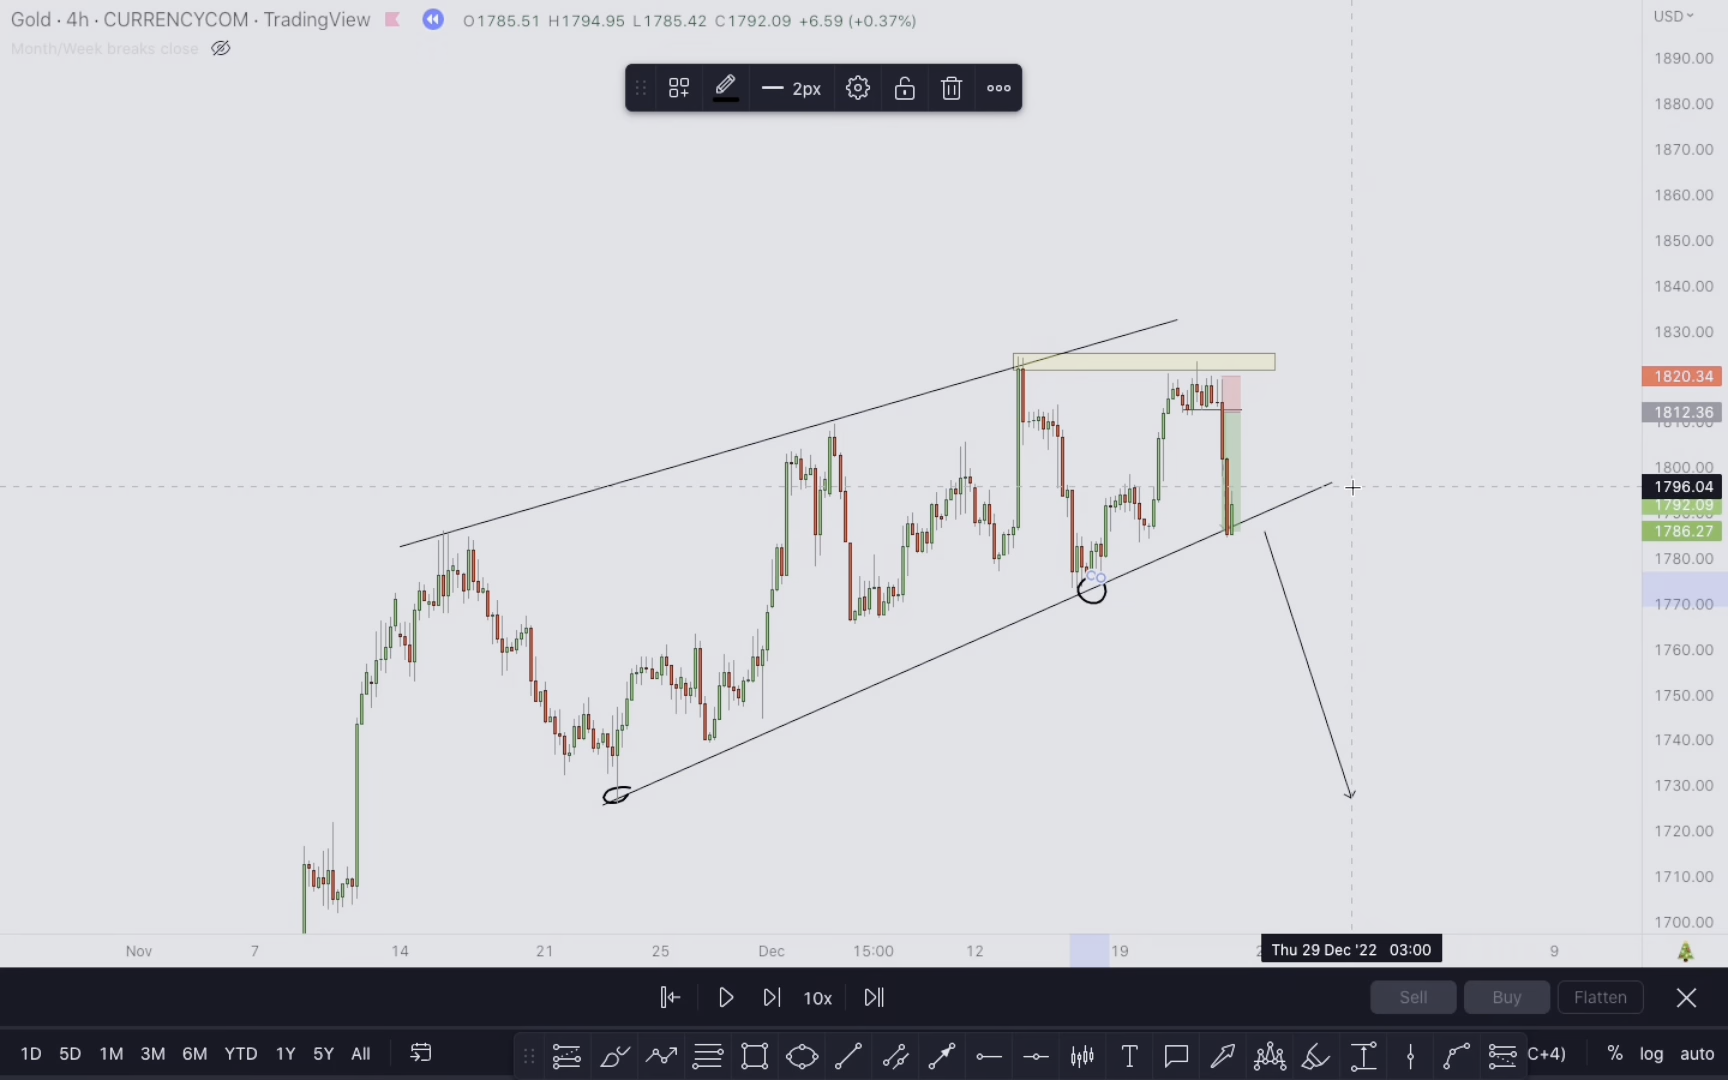 Gold · 4h · CURRENCYCOM · TradingView
O1785.51 H1794.95 L1785.42 C1792.09 +6.59 (+0.37%)
USD
Month/Week breaks close
2px
1890.00
1880.00
1870.00
1860.00
1850.00
1840.00
1830.00
1820.34
1812.36
1810.00
1800.00
1796.04
1792.09
1786.27
1780.00
1770.00
1760.00
1750.00
1740.00
1730.00
1720.00
1710.00
1700.00
Nov 7 14 21 25 Dec 15:00 12 19 Thu 29 Dec '22 03:00 9
10x
Sell Buy Flatten
1D 5D 1M 3M 6M YTD 1Y 5Y All
C+4) % log auto